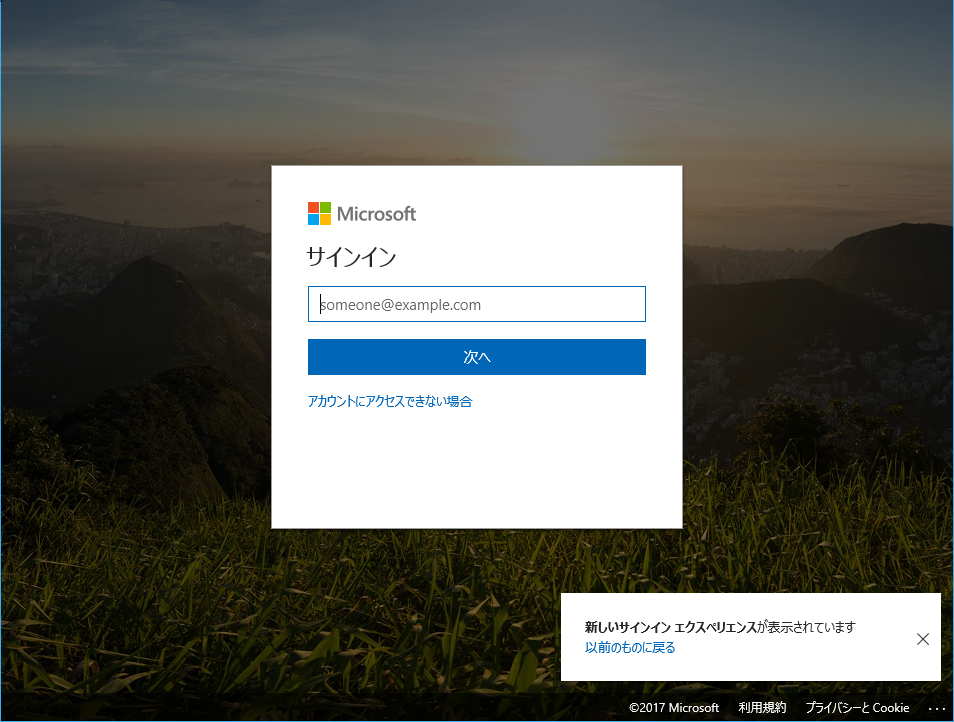 Microsoft
サインイン
someone@example.com
次へ
アカウントにアクセスできない場合
新しいサインイン エクスペリエンスが表示されています
以前のものに戻る
©2017 Microsoft 利用規約 プライバシーと Cookie ...